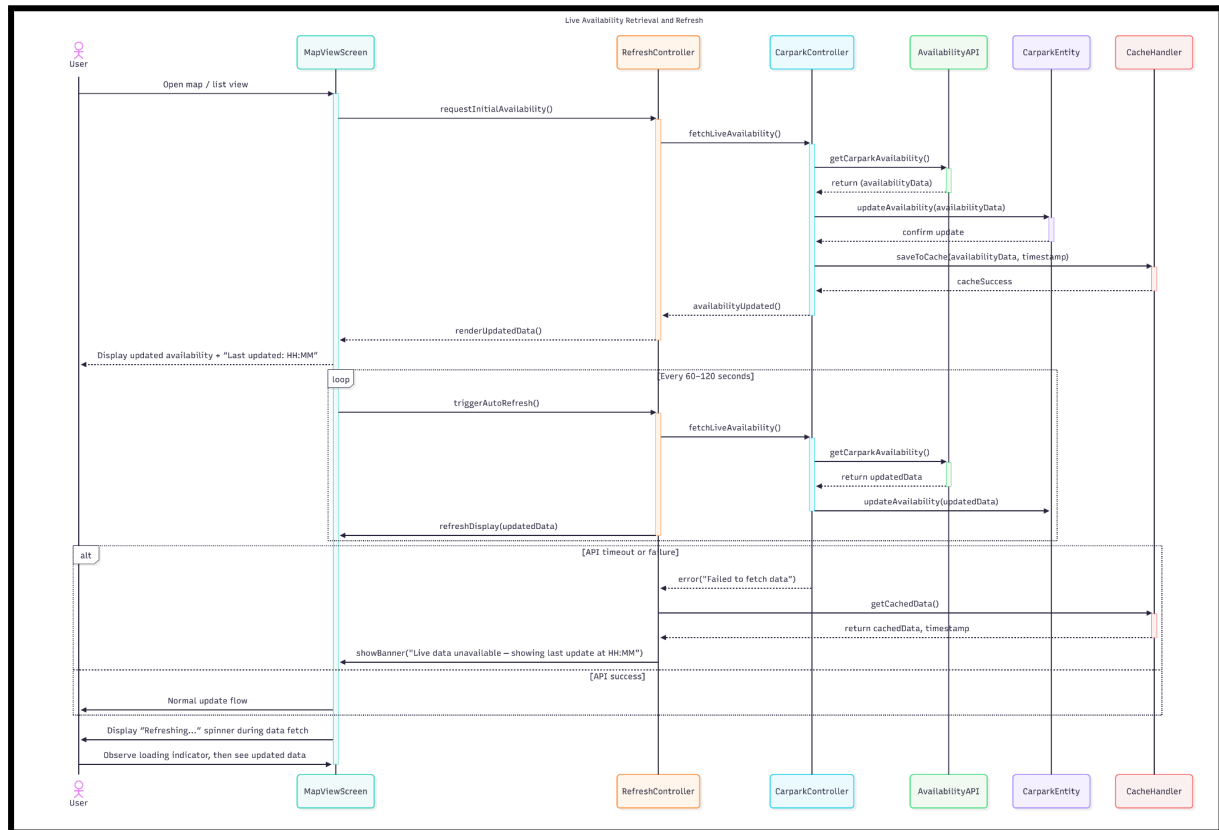 Live Availability Retrieval and Refresh
User
MapViewScreen
RefreshController
CarparkController
AvailabilityAPI
CarparkEntity
CacheHandler
Open map / list view
requestInitialAvailability()
fetchLiveAvailability()
getCarparkAvailability()
return (availabilityData)
updateAvailability(availabilityData)
confirm update
saveToCache(availabilityData, timestamp)
cacheSuccess
availabilityUpdated()
renderUpdatedData()
Display updated availability + “Last updated: HH:MM”
loop
[Every 60–120 seconds]
triggerAutoRefresh()
fetchLiveAvailability()
getCarparkAvailability()
return updatedData
updateAvailability(updatedData)
refreshDisplay(updatedData)
alt
[API timeout or failure]
error("Failed to fetch data")
getCachedData()
return cachedData, timestamp
showBanner("Live data unavailable – showing last update at HH:MM")
[API success]
Normal update flow
Display “Refreshing…” spinner during data fetch
Observe loading indicator, then see updated data
User
MapViewScreen
RefreshController
CarparkController
AvailabilityAPI
CarparkEntity
CacheHandler